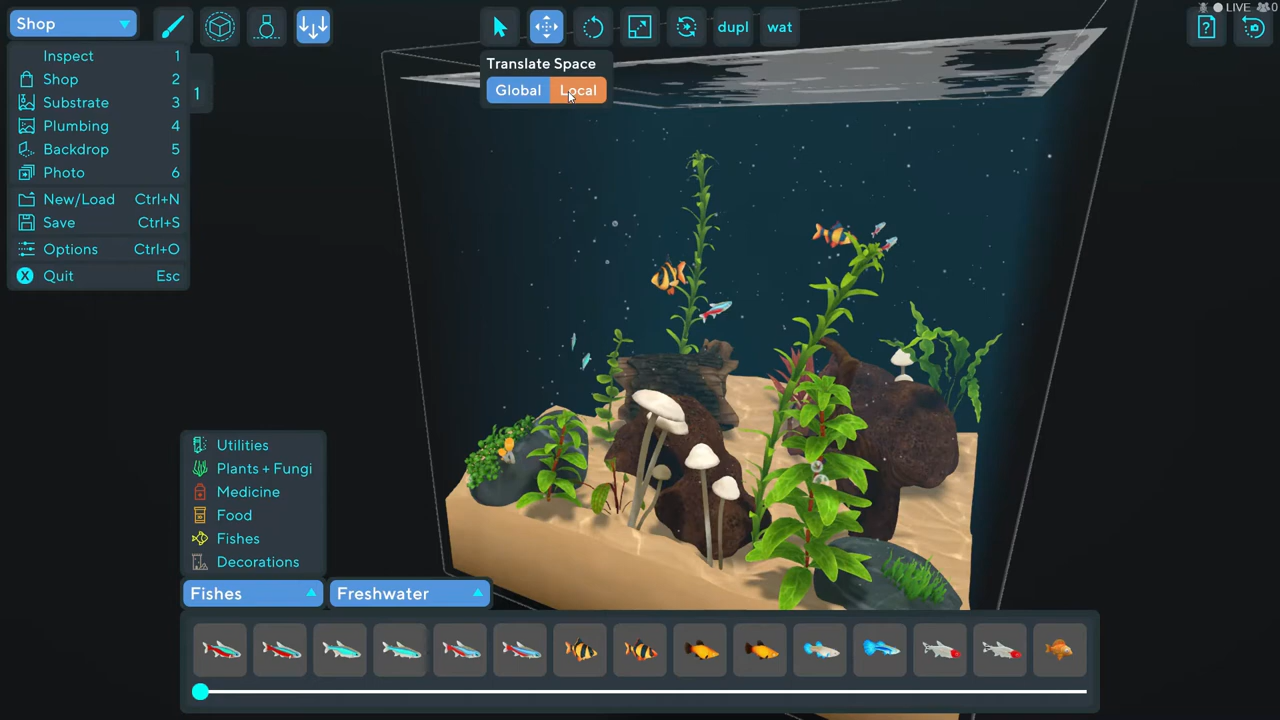 Shop
Inspect 1
Shop 2
Substrate 3
Plumbing 4
Backdrop 5
Photo 6
New/Load Ctrl+N
Save Ctrl+S
Options Ctrl+O
Quit Esc
1
dupl
wat
Translate Space
Global Local
LIVE 0
Utilities
Plants + Fungi
Medicine
Food
Fishes
Decorations
Fishes
Freshwater